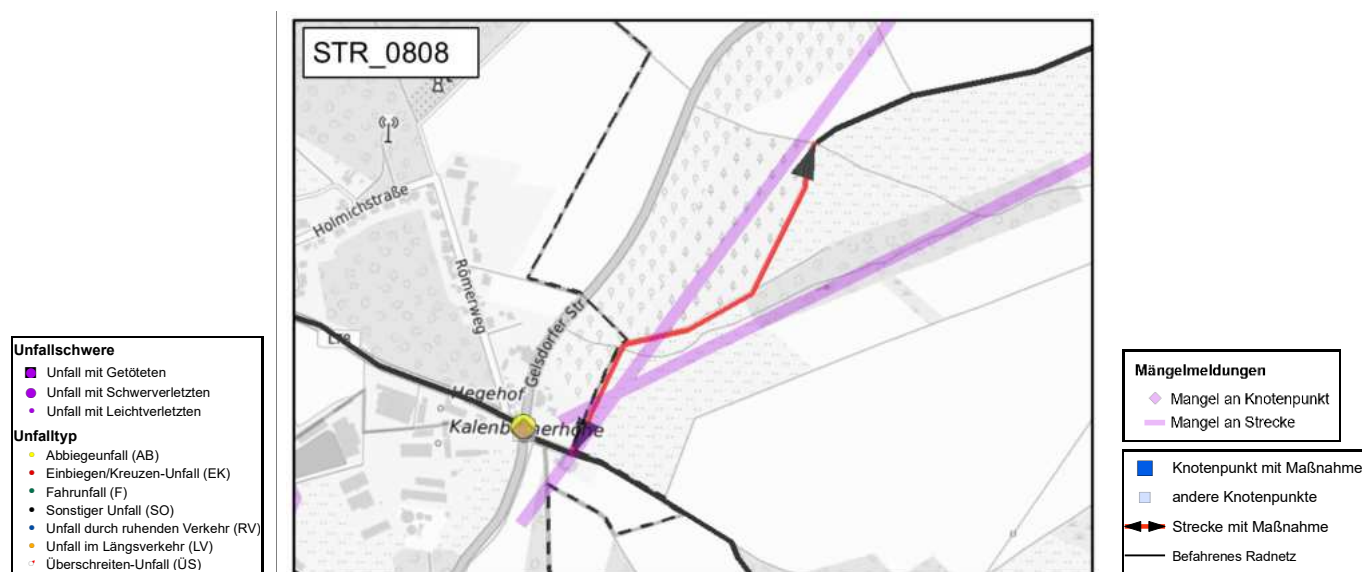 STR_0808
Holmichstraße
Römerweg
Gelsdorfer Str
L79
Hegehof
Unfallschwere
Unfall mit Getöteten
Unfall mit Schwerverletzten
Unfall mit Leichtverletzten
Unfalltyp
Abbiegeunfall (AB)
Einbiegen/Kreuzen-Unfall (EK)
Fahrunfall (F)
Sonstiger Unfall (SO)
Unfall durch ruhenden Verkehr (RV)
Unfall im Längsverkehr (LV)
Überschreiten-Unfall (ÜS)
Mängelmeldungen
Mangel an Knotenpunkt
Mangel an Strecke
Knotenpunkt mit Maßnahme
andere Knotenpunkte
Strecke mit Maßnahme
Befahrenes Radnetz